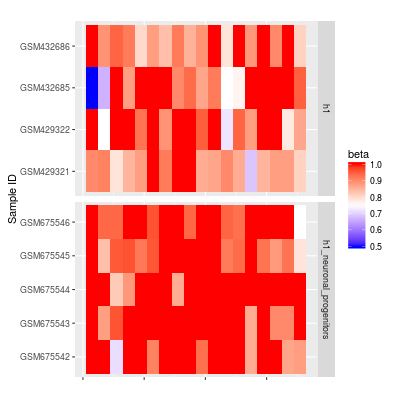 GSM432686
GSM432685
GSM429322
GSM429321
h1
GSM675546
GSM675545
GSM675544
GSM675543
GSM675542
h1_neuronal_progenitors
Sample ID
beta
1.0
0.9
0.8
0.7
0.6
0.5